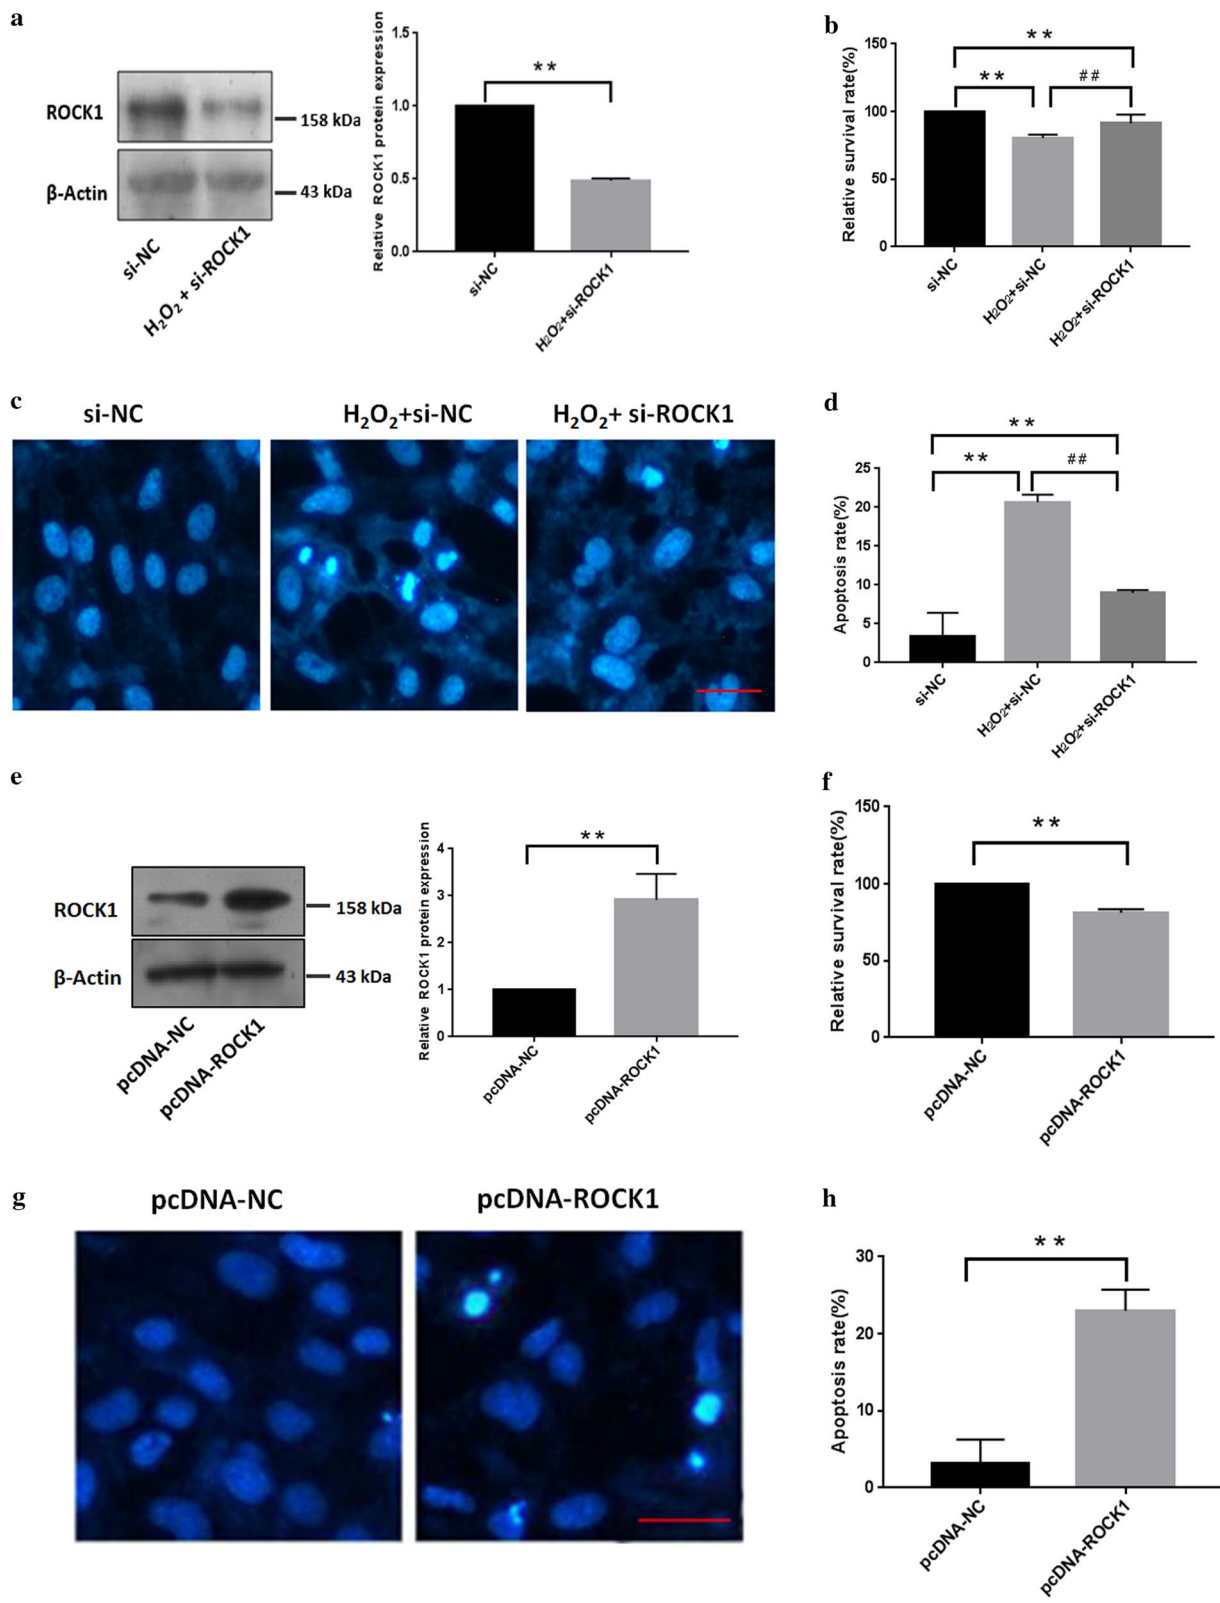 a
ROCK1
158 kDa
β-Actin
43 kDa
si-NC
H₂O₂ + si-ROCK1
Relative ROCK1 protein expression
1.5
1.0
0.5
0.0
**
si-NC
H₂O₂+si-ROCK1
b
Relative survival rate(%)
150
100
50
0
**
**
##
si-NC
H₂O₂+si-NC
H₂O₂+si-ROCK1
c
si-NC
H₂O₂+si-NC
H₂O₂+ si-ROCK1
d
Apoptosis rate(%)
25
20
15
10
5
0
**
**
##
si-NC
H₂O₂+si-NC
H₂O₂+si-ROCK1
e
ROCK1
158 kDa
β-Actin
43 kDa
pcDNA-NC
pcDNA-ROCK1
Relative ROCK1 protein expression
4
3
2
1
0
**
pcDNA-NC
pcDNA-ROCK1
f
Relative survival rate(%)
150
100
50
0
**
pcDNA-NC
pcDNA-ROCK1
g
pcDNA-NC
pcDNA-ROCK1
h
Apoptosis rate(%)
30
20
10
0
**
pcDNA-NC
pcDNA-ROCK1